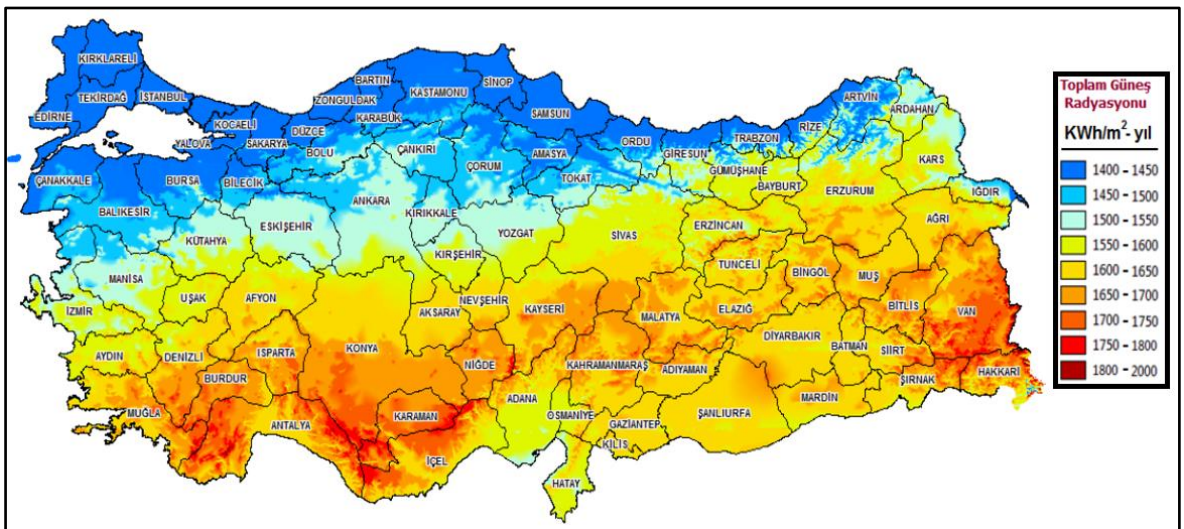 KIRKLARELİ
TEKİRDAĞ
İSTANBUL
EDİRNE
KOCAELİ
YALOVA
SAKARYA
DÜZCE
ZONGULDAK
BARTIN
KARABÜK
KASTAMONU
SİNOP
SAMSUN
ORDU
GİRESUN
TRABZON
RİZE
ARTVİN
ARDAHAN
KARS
IĞDIR
ÇANAKKALE
BURSA
BİLECİK
BOLU
ÇANKIRI
ÇORUM
AMASYA
TOKAT
GÜMÜŞHANE
BAYBURT
ERZURUM
BALIKESİR
KÜTAHYA
ESKİŞEHİR
ANKARA
KIRIKKALE
YOZGAT
SİVAS
ERZİNCAN
AĞRI
MANİSA
UŞAK
AFYON
KIRŞEHİR
TUNCELİ
BİNGÖL
MUŞ
İZMİR
AKSARAY
NEVŞEHİR
KAYSERİ
MALATYA
ELAZIĞ
BİTLİS
VAN
AYDIN
DENİZLİ
ISPARTA
KONYA
NİĞDE
KAHRAMANMARAŞ
ADIYAMAN
DİYARBAKIR
BATMAN
SİİRT
HAKKARİ
BURDUR
MUĞLA
ANTALYA
KARAMAN
ADANA
OSMANİYE
GAZİANTEP
ŞANLIURFA
MARDİN
ŞIRNAK
İÇEL
KİLİS
HATAY
Toplam Güneş
Radyasyonu
KWh/m²- yıl
1400 - 1450
1450 - 1500
1500 - 1550
1550 - 1600
1600 - 1650
1650 - 1700
1700 - 1750
1750 - 1800
1800 - 2000